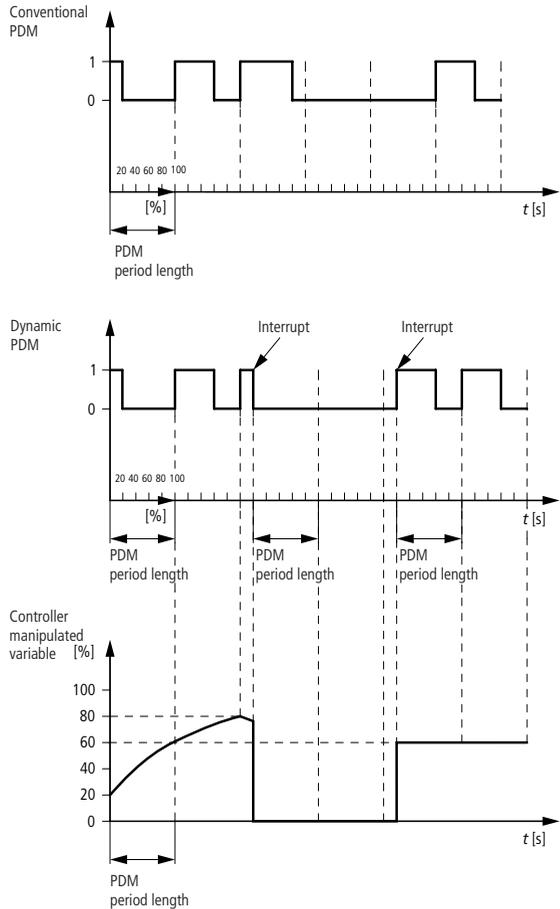 Conventional
PDM
1
0
20 40 60 80 100
[%]
t [s]
PDM
period length
Dynamic
PDM
Interrupt
Interrupt
1
0
20 40 60 80 100
[%]
t [s]
PDM
period length
PDM
period length
PDM
period length
Controller
manipulated
variable [%]
100
80
60
40
20
0
t [s]
PDM
period length